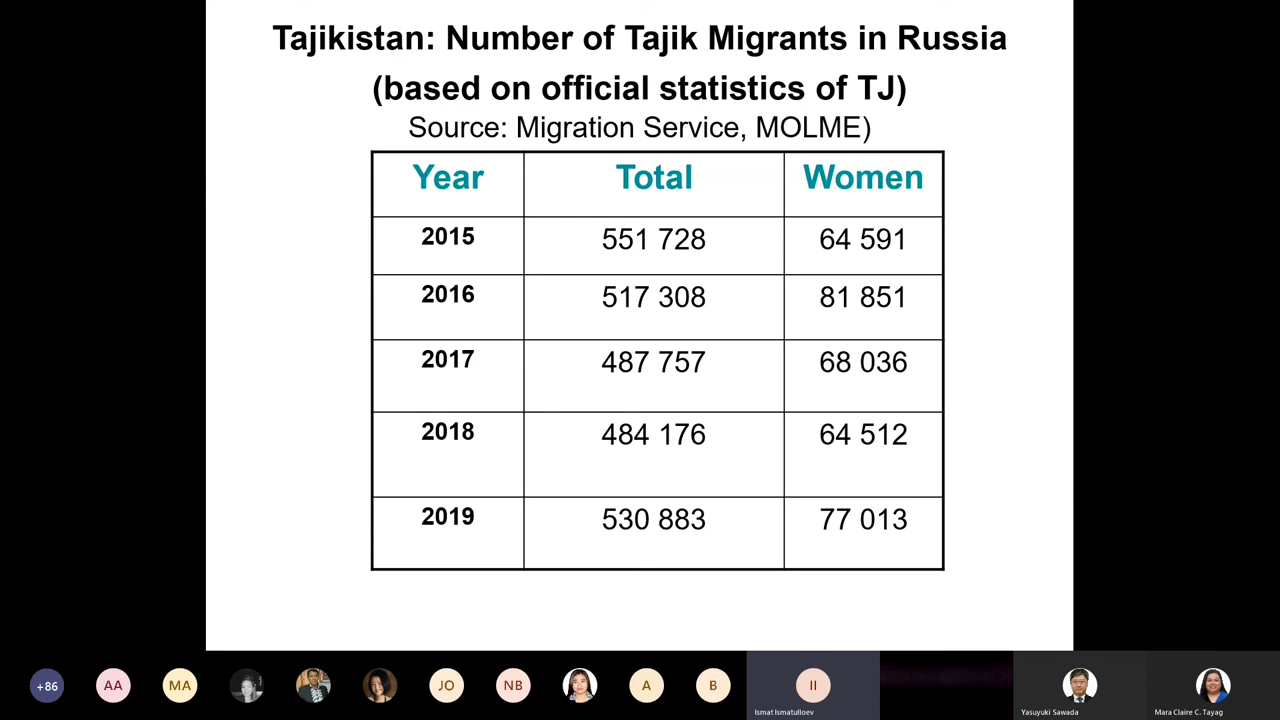 Tajikistan: Number of Tajik Migrants in Russia
(based on official statistics of TJ)
Source: Migration Service, MOLME)
Year Total Women
2015 551 728 64 591
2016 517 308 81 851
2017 487 757 68 036
2018 484 176 64 512
2019 530 883 77 013
+86 AA MA JO NB A B II
Ismat Ismatulloev Yasuyuki Sawada Mara Claire C. Tayag